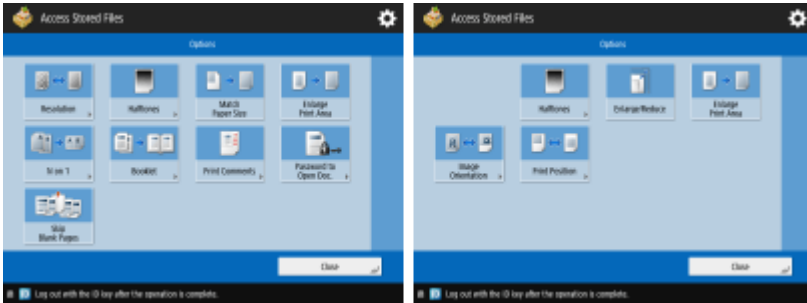 Access Stored Files
Options
Resolution
Halftones
Match
Paper Size
Enlarge
Print Area
N on 1
Booklet
Print Comments
Password to
Open Doc.
Skip
Blank Pages
Close
Log out with the ID key after the operation is complete.
Access Stored Files
Options
Halftones
Enlarge/Reduce
Enlarge
Print Area
Image
Orientation
Print Position
Close
Log out with the ID key after the operation is complete.